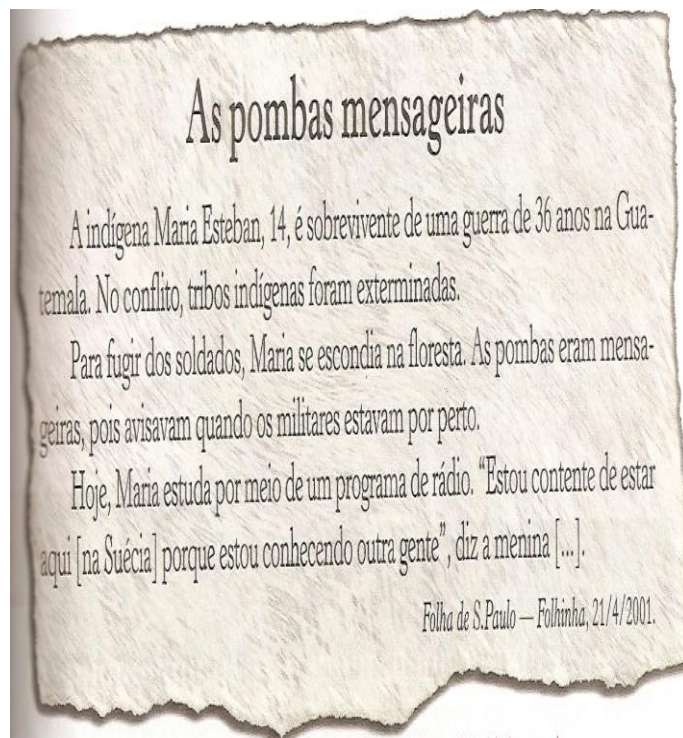 As pombas mensageiras
A indígena Maria Esteban, 14, é sobrevivente de uma guerra de 36 anos na Gua-
temala. No conflito, tribos indígenas foram exterminadas.
Para fugir dos soldados, Maria se escondia na floresta. As pombas eram mensa-
geiras, pois avisavam quando os militares estavam por perto.
Hoje, Maria estuda por meio de um programa de rádio. “Estou contente de estar
aqui [na Suécia] porque estou conhecendo outra gente”, diz a menina [...].
Folha de S.Paulo — Folhinha, 21/4/2001.